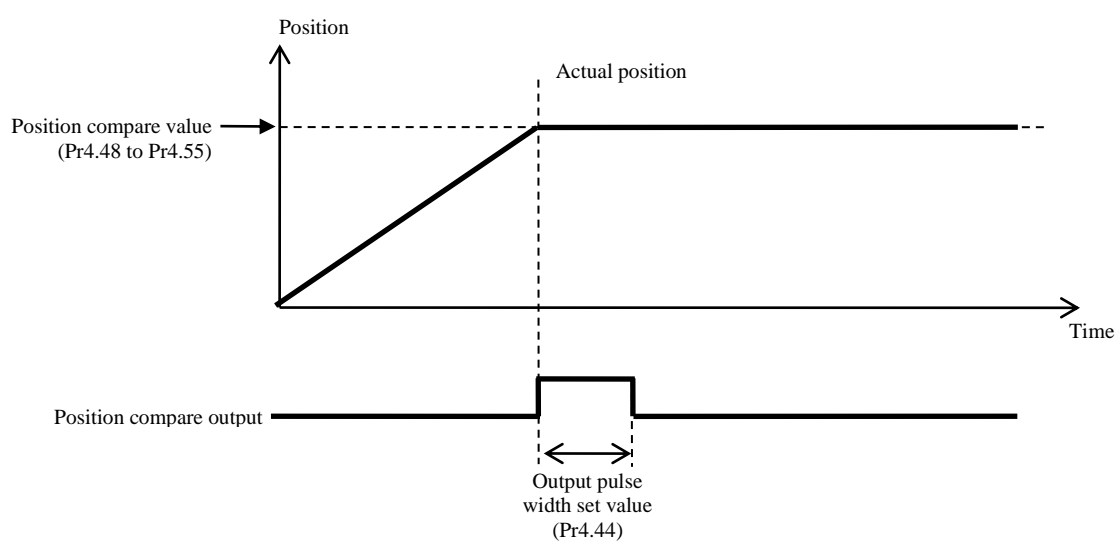 Position
Actual position
Position compare value
(Pr4.48 to Pr4.55)
Time
Position compare output
Output pulse
width set value
(Pr4.44)